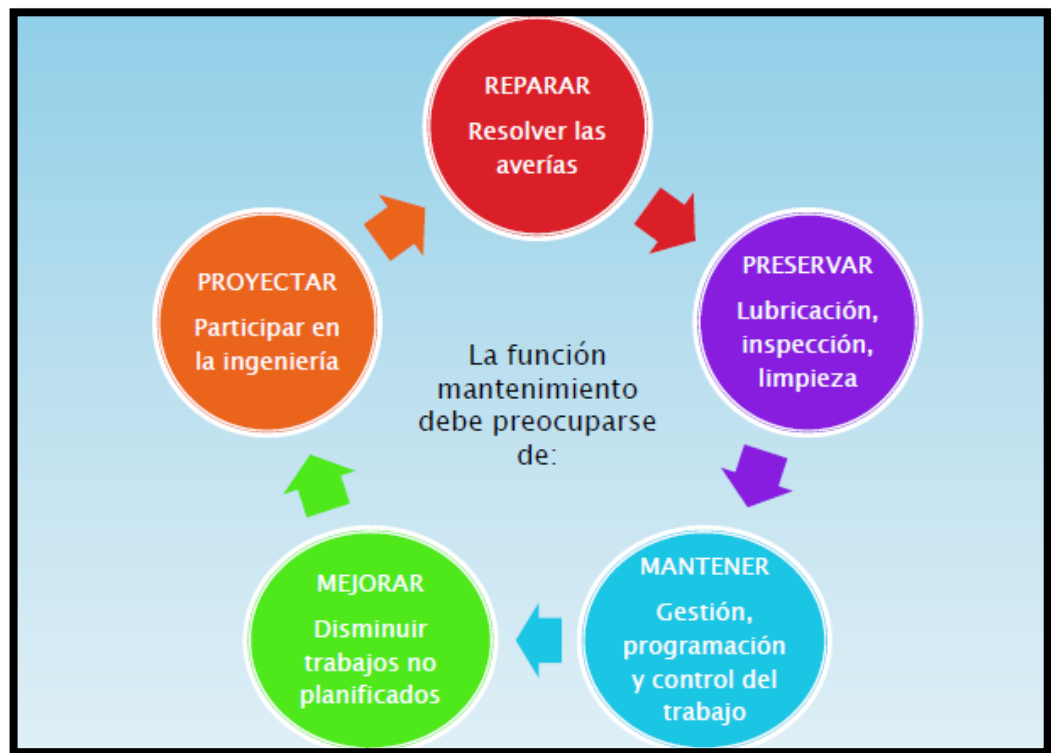 REPARAR
Resolver las
averías
PRESERVAR
Lubricación,
inspección,
limpieza
MANTENER
Gestión,
programación
y control del
trabajo
MEJORAR
Disminuir
trabajos no
planificados
PROYECTAR
Participar en
la ingeniería
La función
mantenimiento
debe preocuparse
de: